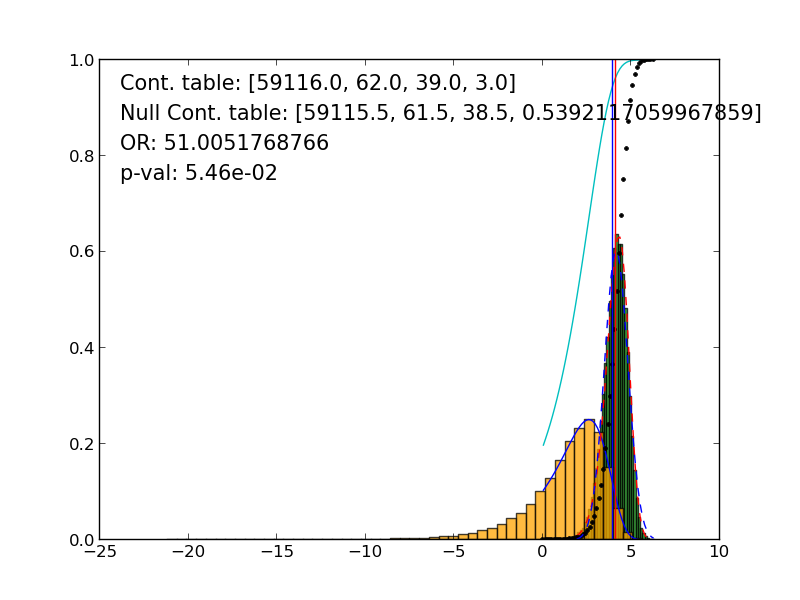 1.0
Cont. table: [59116.0, 62.0, 39.0, 3.0]
Null Cont. table: [59115.5, 61.5, 38.5, 0.5392117059967859]
OR: 51.0051768766
p-val: 5.46e-02
0.8
0.6
0.4
0.2
0.0
−25 −20 −15 −10 −5 0 5 10